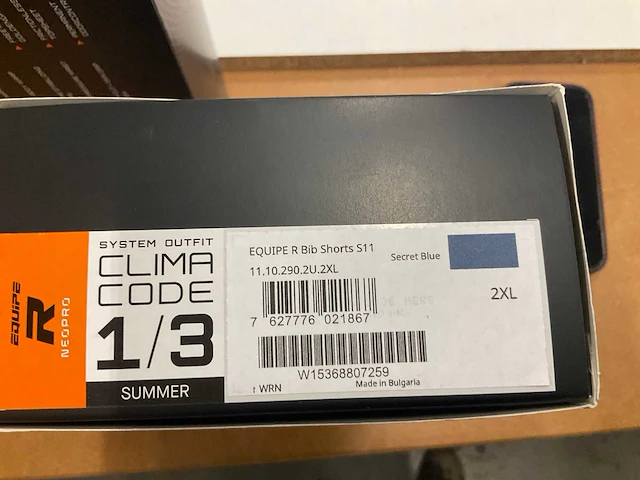 EQUIPE
R
NEOPRO
SYSTEM OUTFIT
CLIMA
CODE
1/3
SUMMER
EQUIPE R Bib Shorts S11
Secret Blue
11.10.290.2U.2XL
2XL
7 627776 021867
W15368807259
↑ WRN
Made in Bulgaria